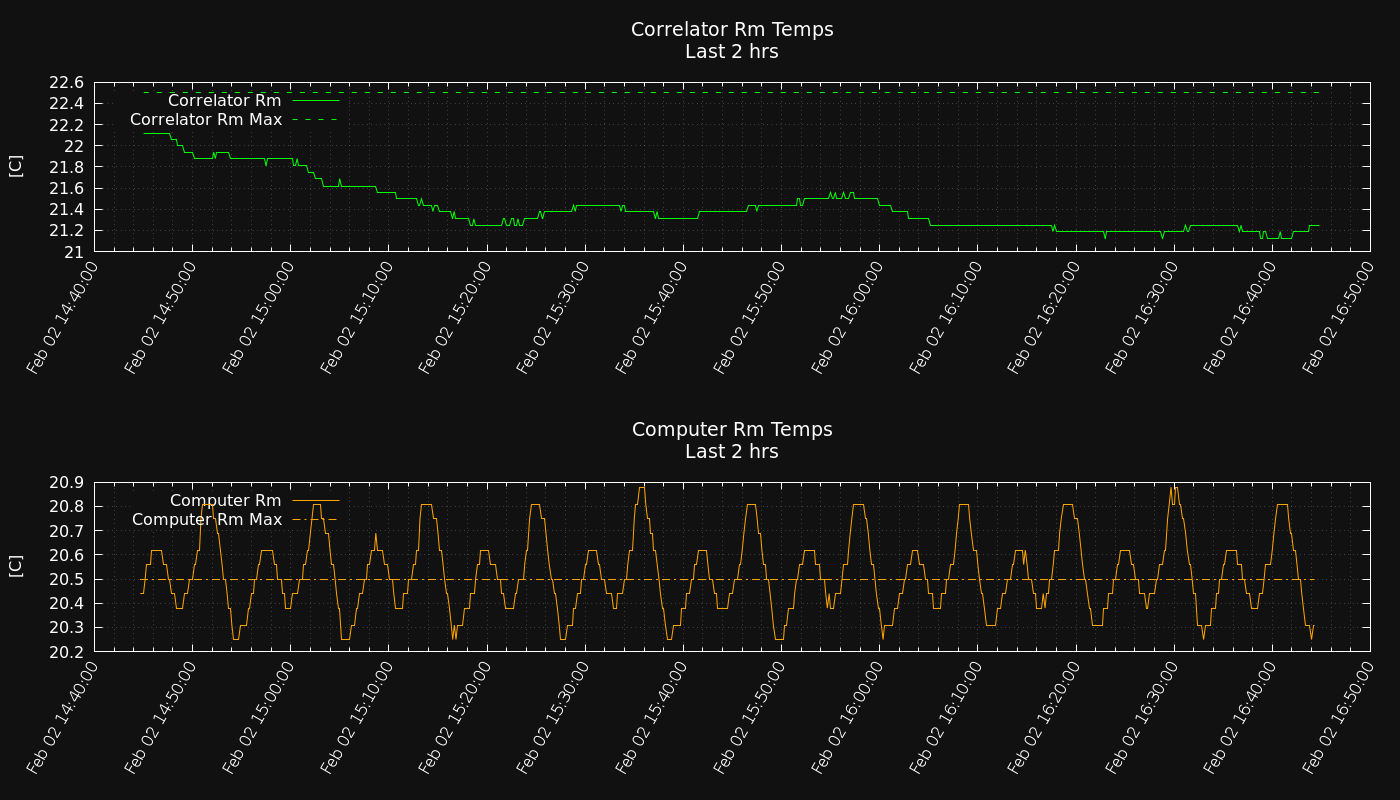 Correlator Rm Temps
Last 2 hrs
22.6
22.4
22.2
22
21.8
21.6
21.4
21.2
21
[C]
Correlator Rm
Correlator Rm Max
Feb 02 14:40:00
Feb 02 14:50:00
Feb 02 15:00:00
Feb 02 15:10:00
Feb 02 15:20:00
Feb 02 15:30:00
Feb 02 15:40:00
Feb 02 15:50:00
Feb 02 16:00:00
Feb 02 16:10:00
Feb 02 16:20:00
Feb 02 16:30:00
Feb 02 16:40:00
Feb 02 16:50:00
Computer Rm Temps
Last 2 hrs
20.9
20.8
20.7
20.6
20.5
20.4
20.3
20.2
[C]
Computer Rm
Computer Rm Max
Feb 02 14:40:00
Feb 02 14:50:00
Feb 02 15:00:00
Feb 02 15:10:00
Feb 02 15:20:00
Feb 02 15:30:00
Feb 02 15:40:00
Feb 02 15:50:00
Feb 02 16:00:00
Feb 02 16:10:00
Feb 02 16:20:00
Feb 02 16:30:00
Feb 02 16:40:00
Feb 02 16:50:00